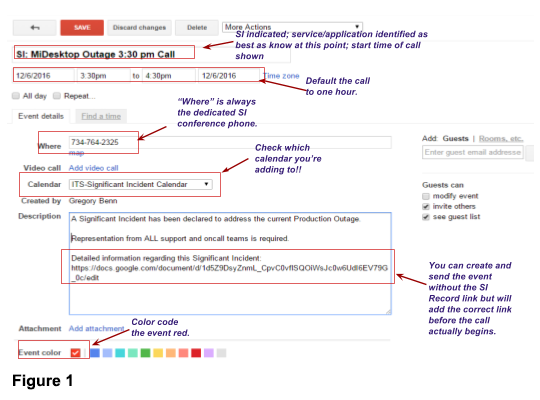 SAVE Discard changes Delete More Actions
SI indicated; service/application identified as
best as know at this point; start time of call
shown
SI: MiDesktop Outage 3:30 pm Call
12/6/2016 3:30pm to 4:30pm 12/6/2016 Time zone
Default the call
to one hour.
All day Repeat...
"Where" is always
the dedicated SI
conference phone.
Event details Find a time
Where 734-764-2325
map
Check which
calendar you're
adding to!!
Add: Guests | Rooms, etc.
Enter guest email addresse
Video call Add video call
Calendar ITS-Significant Incident Calendar
Created by Gregory Benn
Guests can
modify event
invite others
see guest list
Description A Significant Incident has been declared to address the current Production Outage.
Representation from ALL support and oncall teams is required.
Detailed information regarding this Significant Incident:
https://docs.google.com/document/d/1d5Z9DsyZnmL_CpvC0vflSQOiWsJc0w6UdI6EV79G
_0c/edit
You can create and
send the event
without the SI
Record link but will
add the correct link
before the call
actually begins.
Color code
the event red.
Attachment Add attachment
Event color
Figure 1